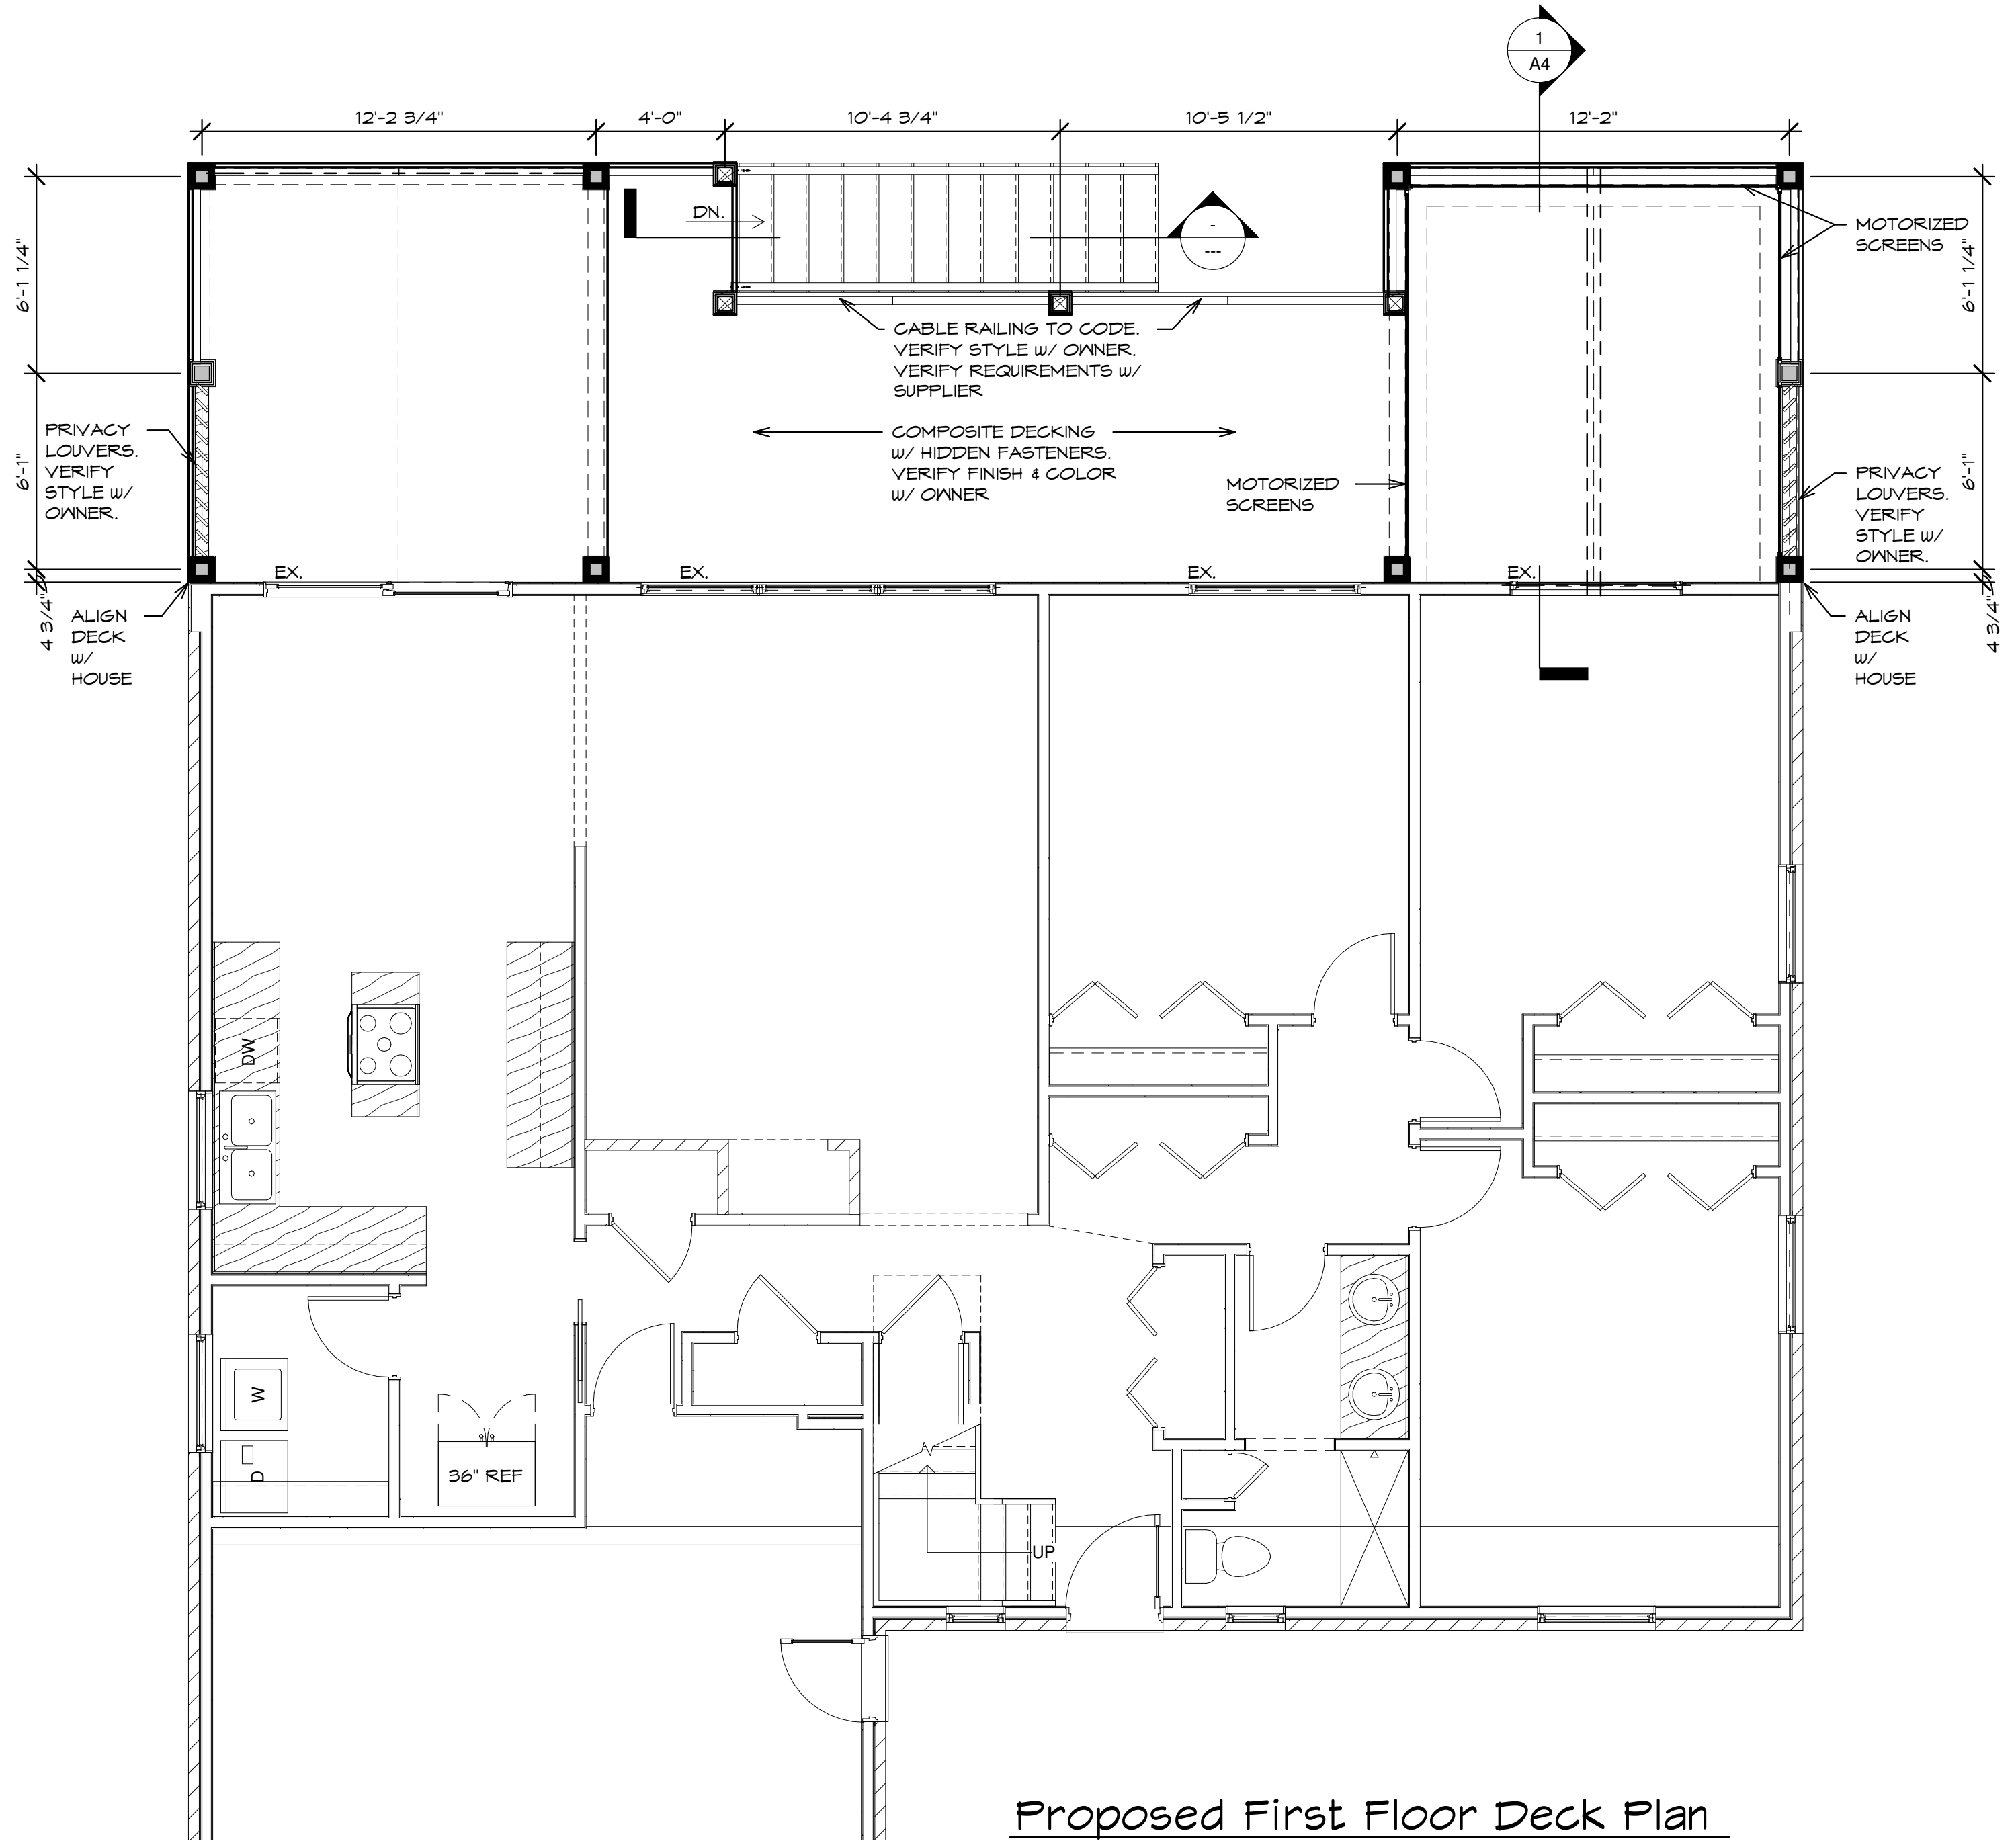 1
A4
12'-2 3/4"
4'-0"
10'-4 3/4"
10'-5 1/2"
12'-2"
6'-1 1/4"
6'-1"
4 3/4"
DN.
-
---
MOTORIZED
SCREENS
6'-1 1/4"
6'-1"
4 3/4"
CABLE RAILING TO CODE.
VERIFY STYLE w/ OWNER.
VERIFY REQUIREMENTS w/
SUPPLIER
COMPOSITE DECKING
w/ HIDDEN FASTENERS.
VERIFY FINISH & COLOR
w/ OWNER
MOTORIZED
SCREENS
PRIVACY
LOUVERS.
VERIFY
STYLE w/
OWNER.
PRIVACY
LOUVERS.
VERIFY
STYLE w/
OWNER.
EX.
EX.
EX.
EX.
ALIGN
DECK
w/
HOUSE
ALIGN
DECK
w/
HOUSE
DW
W
D
36" REF
UP
Proposed First Floor Deck Plan